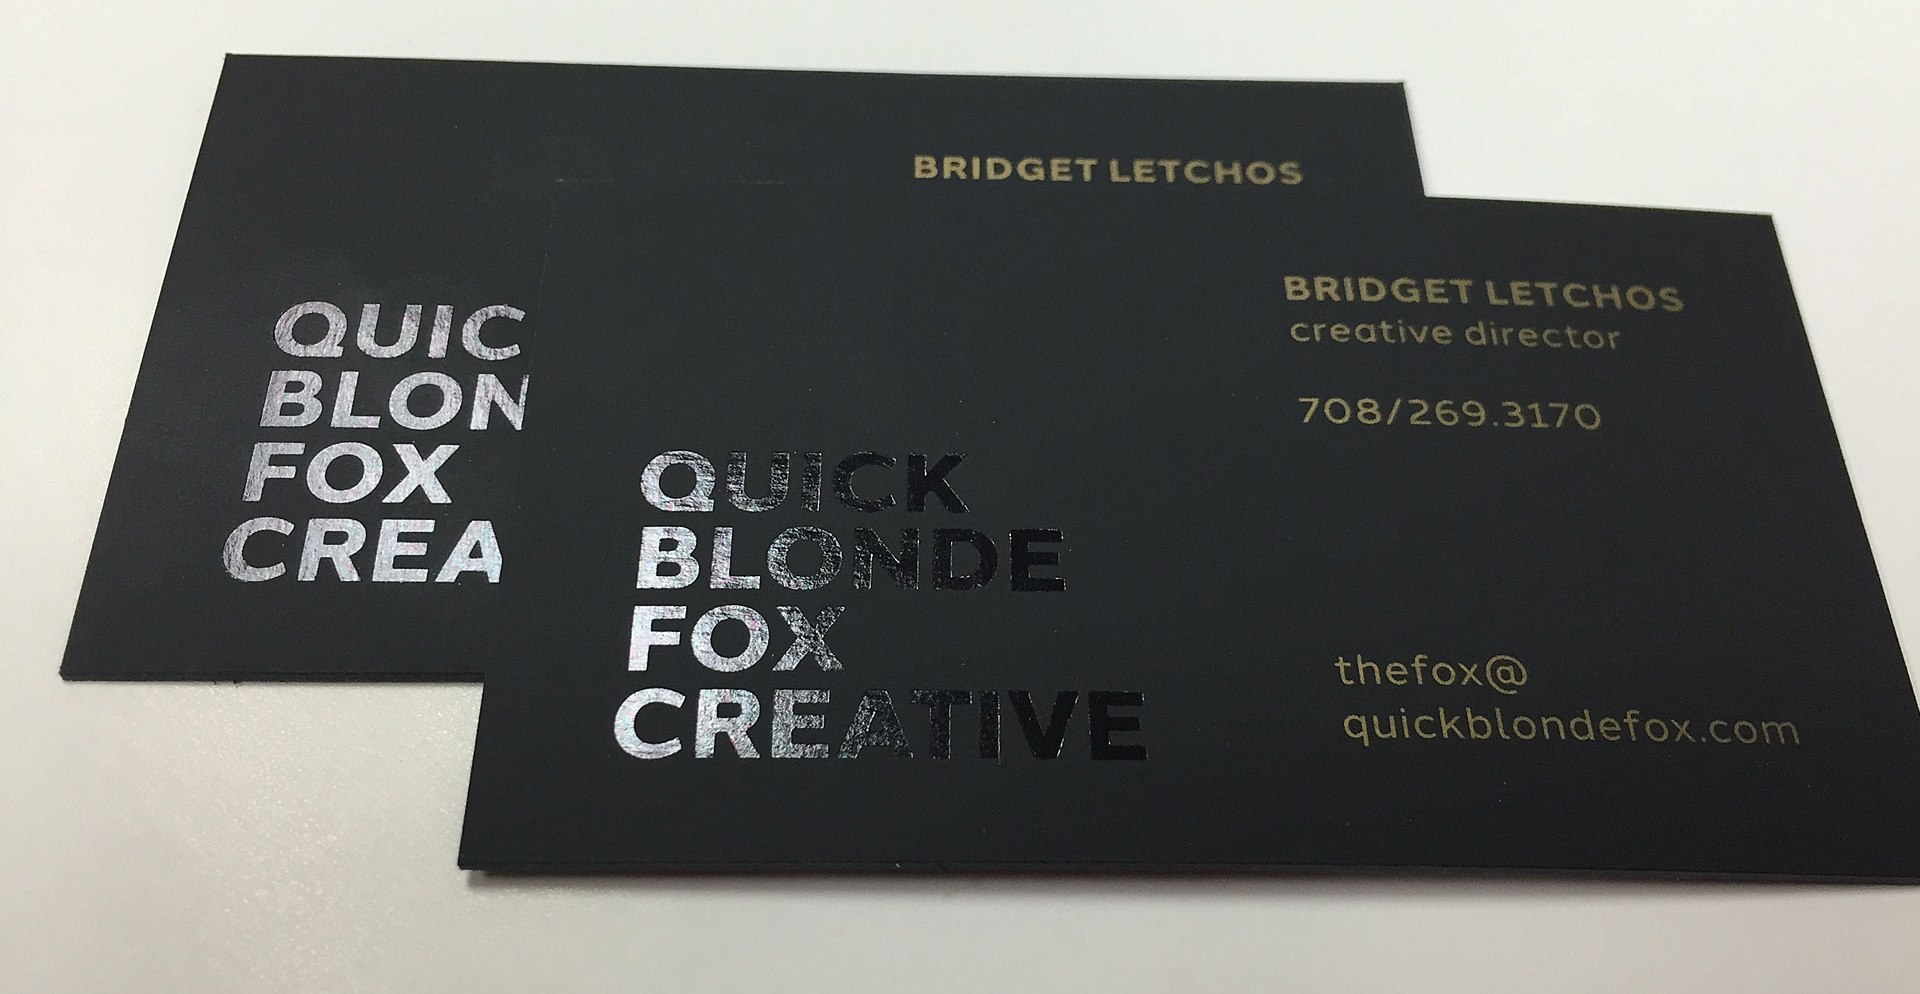 BRIDGET LETCHOS
QUIC
BLON
FOX
CREA
BRIDGET LETCHOS
creative director
708/269.3170
QUICK
BLONDE
FOX
CREATIVE
thefox@
quickblondefox.com